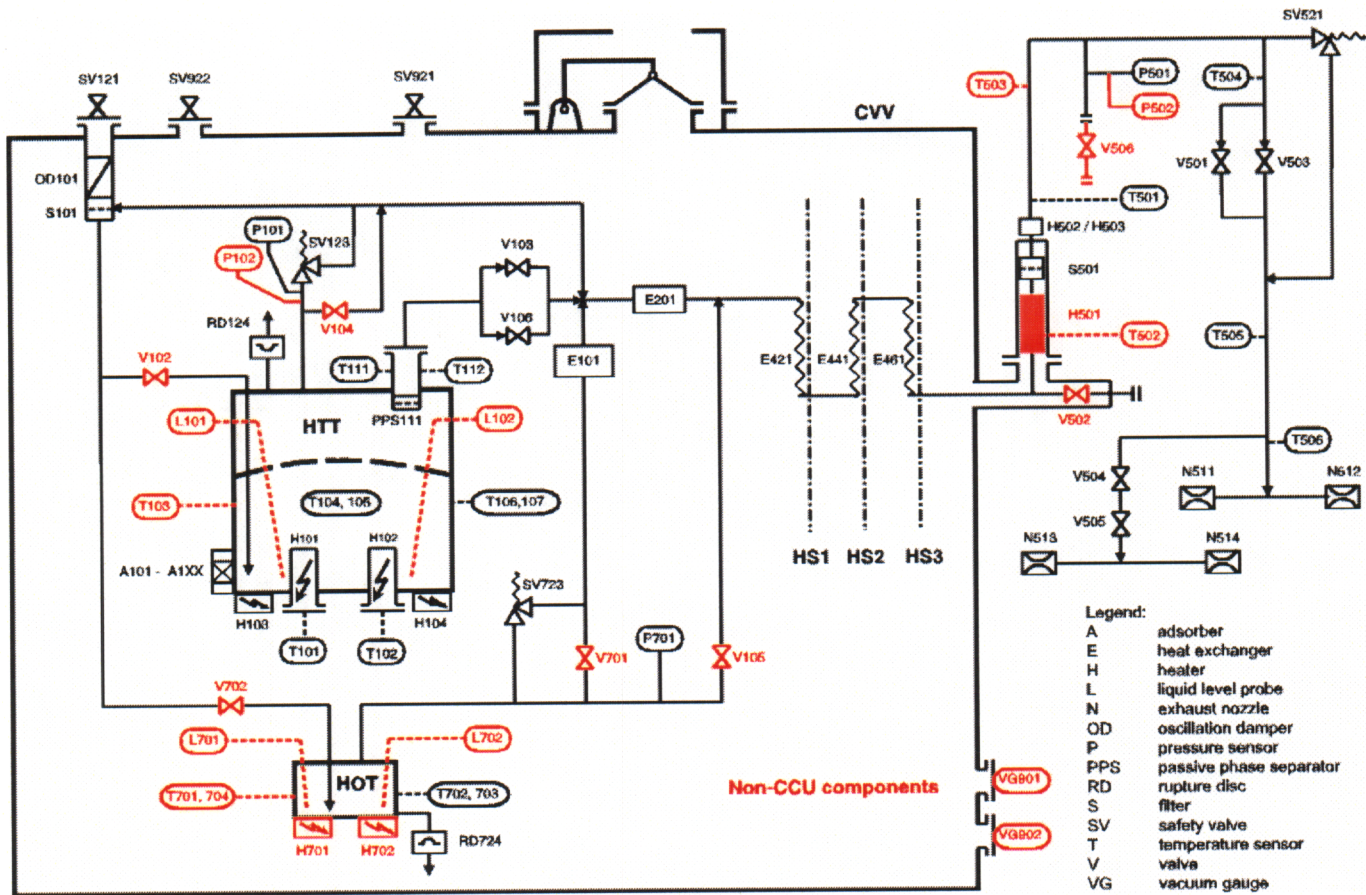 SV521
SV121
SV922
SV921
T503
P501
T504
P502
CVV
V506
V501
V503
OD101
S101
T501
P101
SV123
V103
H502 / H503
P102
S501
E201
V104
V106
H501
RD124
T502
T505
V102
E101
E421
E441
E461
T111
T112
PPS111
V502
L101
HTT
L102
T506
V504
N511
N512
T103
T104, 105
T106,107
V505
H101
H102
HS1
HS2
HS3
N513
N514
A101 - A1XX
SV723
H103
H104
T101
T102
P701
V701
V105
V702
L701
L702
HOT
T701, 704
T702, 703
Non-CCU components
VG901
H701
H702
RD724
VG902
Legend:
A adsorber
E heat exchanger
H heater
L liquid level probe
N exhaust nozzle
OD oscillation damper
P pressure sensor
PPS passive phase separator
RD rupture disc
S filter
SV safety valve
T temperature sensor
V valve
VG vacuum gauge